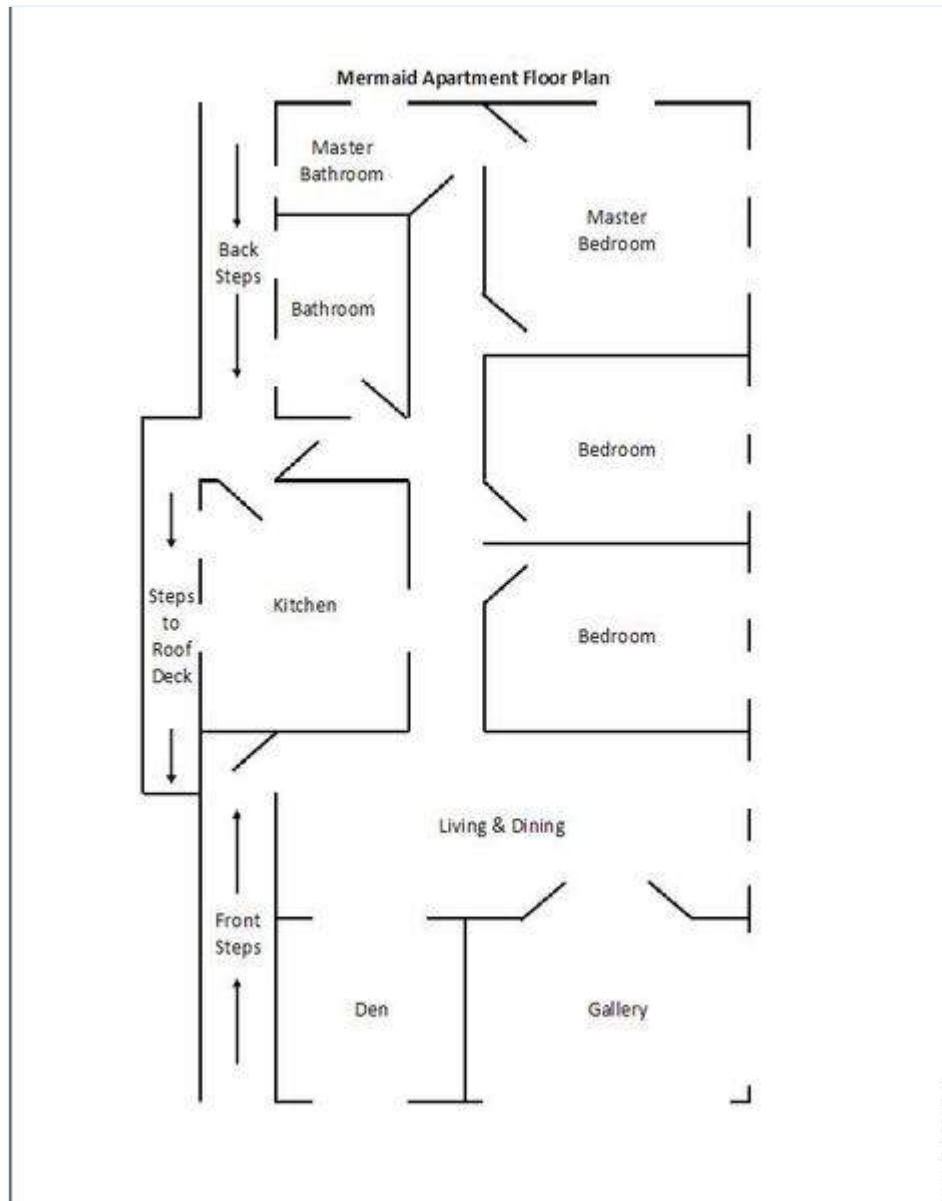 Mermaid Apartment Floor Plan
Master
Bathroom
Master
Bedroom
Back
Steps
Bathroom
Bedroom
Steps
to
Roof
Deck
Kitchen
Bedroom
Living & Dining
Front
Steps
Den
Gallery